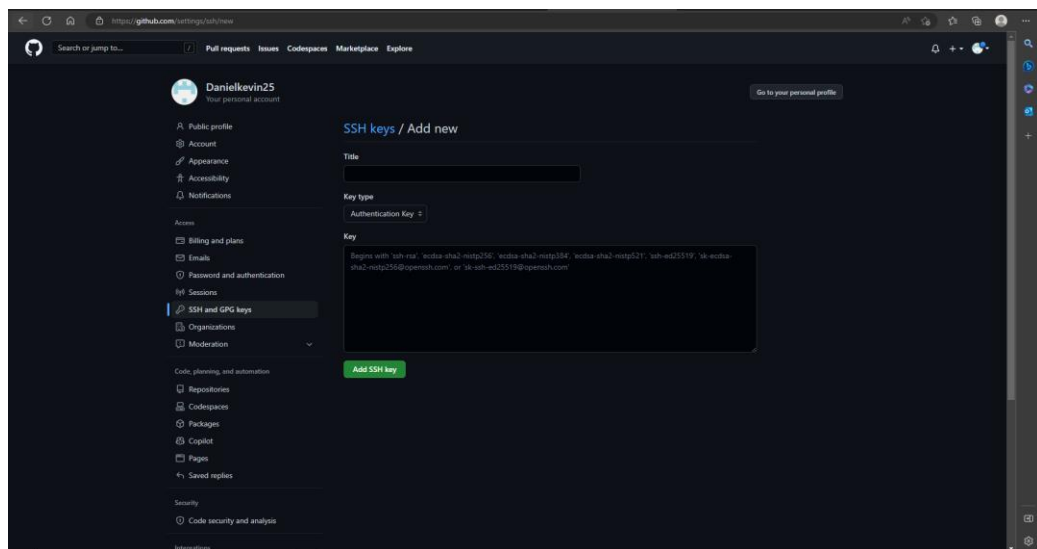 https://github.com/settings/ssh/new
Search or jump to...
/
Pull requests Issues Codespaces Marketplace Explore
Danielkevin25
Your personal account
Go to your personal profile
Public profile
Account
Appearance
Accessibility
Notifications
Access
Billing and plans
Emails
Password and authentication
Sessions
SSH and GPG keys
Organizations
Moderation
Code, planning, and automation
Repositories
Codespaces
Packages
Copilot
Pages
Saved replies
Security
Code security and analysis
Integrations
SSH keys / Add new
Title
Key type
Authentication Key
Key
Begins with 'ssh-rsa', 'ecdsa-sha2-nistp256', 'ecdsa-sha2-nistp384', 'ecdsa-sha2-nistp521', 'ssh-ed25519', 'sk-ecdsa-
sha2-nistp256@openssh.com', or 'sk-ssh-ed25519@openssh.com'
Add SSH key